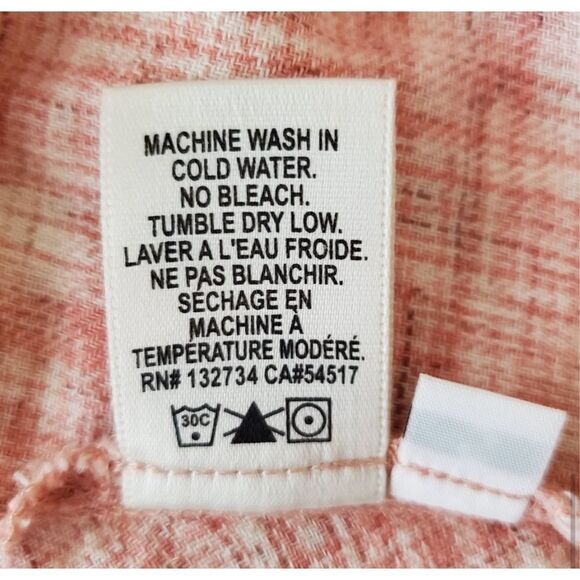 MACHINE WASH IN
COLD WATER.
NO BLEACH.
TUMBLE DRY LOW.
LAVER A L'EAU FROIDE.
NE PAS BLANCHIR.
SÉCHAGE EN
MACHINE À
TEMPÉRATURE MODÉRÉ.
RN# 132734 CA#54517
30C